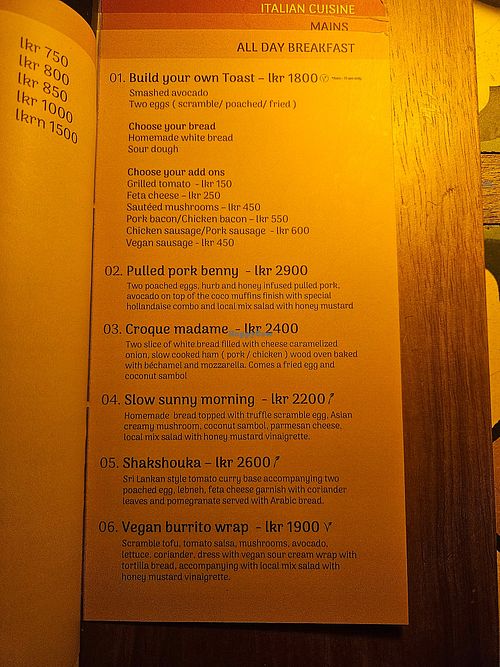 lkr 750
lkr 800
lkr 850
lkr 1000
lkrn 1500
ITALIAN CUISINE
MAINS
ALL DAY BREAKFAST
01. Build your own Toast – lkr 1800
Smashed avocado
Two eggs ( scramble/ poached/ fried )
Choose your bread
Homemade white bread
Sour dough
Choose your add ons
Grilled tomato - lkr 150
Feta cheese – lkr 250
Sautéed mushrooms – lkr 450
Pork bacon/Chicken bacon – lkr 550
Chicken sausage/Pork sausage - lkr 600
Vegan sausage - lkr 450
02. Pulled pork benny - lkr 2900
Two poached eggs, hurb and honey infused pulled pork,
avocado on top of the coco muffins finish with special
hollandaise combo and local mix salad with honey mustard
03. Croque madame - lkr 2400
Two slice of white bread filled with cheese caramelized
onion, slow cooked ham ( pork / chicken ) wood oven baked
with béchamel and mozzarella. Comes a fried egg and
coconut sambol
04. Slow sunny morning - lkr 2200
Homemade bread topped with truffle scramble egg, Asian
creamy mushroom, coconut sambol, parmesan cheese,
local mix salad with honey mustard vinaigrette.
05. Shakshouka – lkr 2600
Sri Lankan style tomato curry base accompanying two
poached egg, lebneh, feta cheese garnish with coriander
leaves and pomegranate served with Arabic bread.
06. Vegan burrito wrap - lkr 1900
Scramble tofu, tomato salsa, mushrooms, avocado,
lettuce, coriander, dress with vegan sour cream wrap with
tortilla bread, accompanying with local mix salad with
honey mustard vinaigrette.